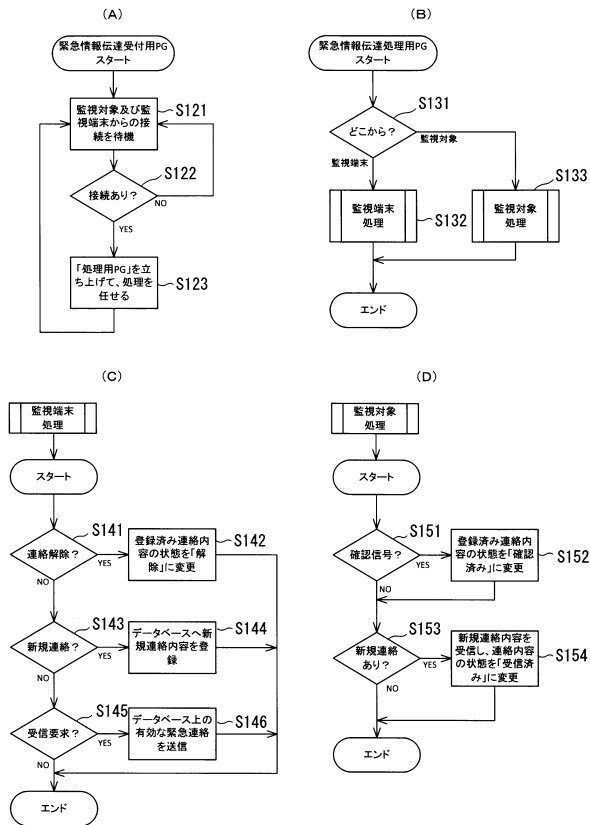 (A)
緊急情報伝達受付用PG
スタート
監視対象及び監
視端末からの接
続を待機
S121
接続あり？
S122
NO
YES
「処理用PG」を立
ち上げて、処理を
任せる
S123
(B)
緊急情報伝達処理用PG
スタート
どこから？
S131
監視端末
監視対象
監視端末
処理
S132
監視対象
処理
S133
エンド
(C)
監視端末
処理
スタート
連絡解除？
S141
YES
NO
登録済み連絡内
容の状態を「解
除」に変更
S142
新規連絡？
S143
YES
NO
データベースへ新
規連絡内容を登
録
S144
受信要求？
S145
YES
NO
データベース上の
有効な緊急連絡
を送信
S146
エンド
(D)
監視対象
処理
スタート
確認信号？
S151
YES
NO
登録済み連絡内
容の状態を「確認
済み」に変更
S152
新規連絡
あり？
S153
YES
NO
新規連絡内容を
受信し、連絡内容
の状態を「受信済
み」に変更
S154
エンド